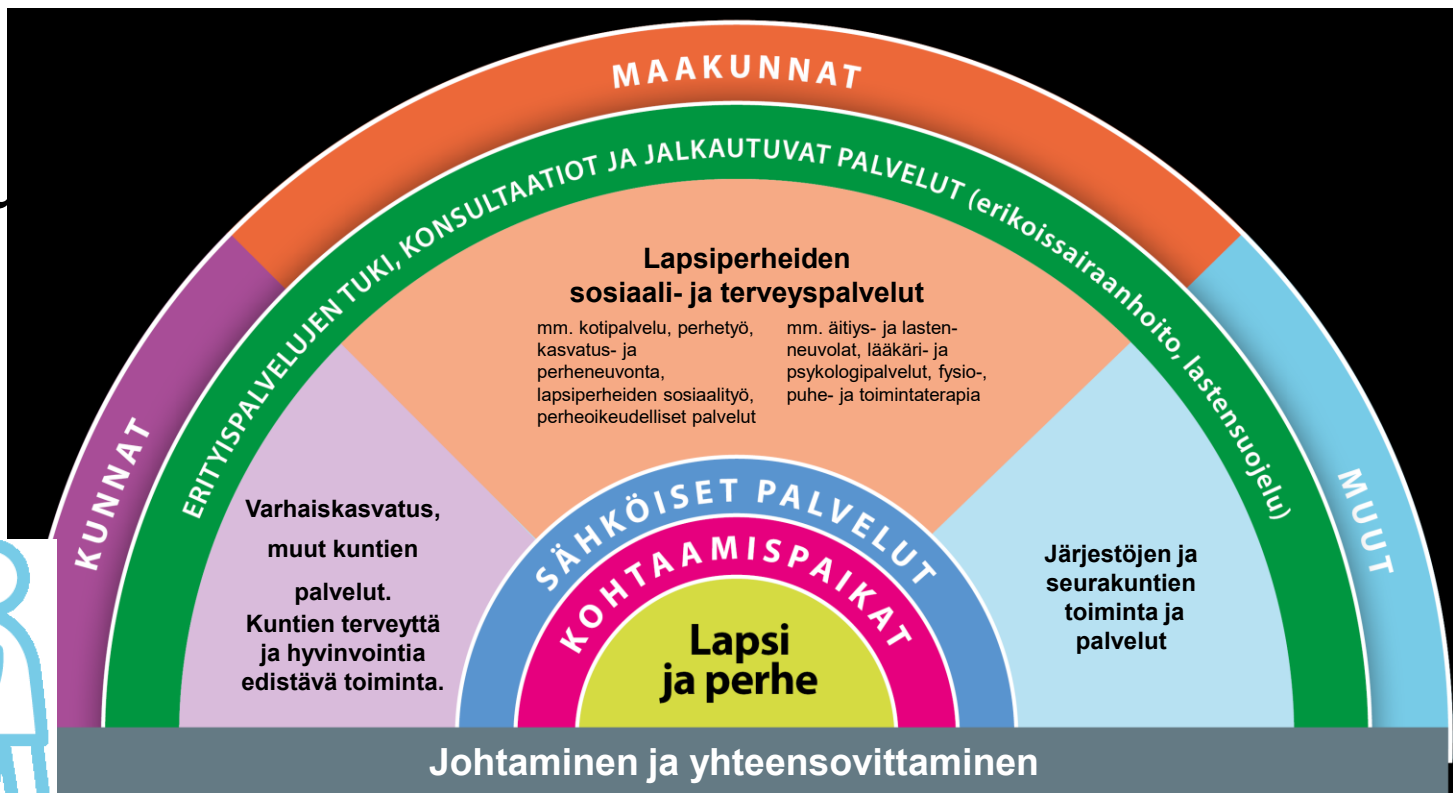 MAAKUNNAT
KUNNAT
MUUT
ERITYISPALVELUJEN TUKI, KONSULTAATIOT JA JALKAUTUVAT PALVELUT (erikoissairaanhoito, lastensuojelu)
Lapsiperheiden
sosiaali- ja terveyspalvelut
mm. kotipalvelu, perhetyö,
kasvatus- ja
perheneuvonta,
lapsiperheiden sosiaalityö,
perheoikeudelliset palvelut
mm. äitiys- ja lasten-
neuvolat, lääkäri- ja
psykologipalvelut, fysio-,
puhe- ja toimintaterapia
Varhaiskasvatus,
muut kuntien
palvelut.
Kuntien terveyttä
ja hyvinvointia
edistävä toiminta.
Järjestöjen ja
seurakuntien
toiminta ja
palvelut
SÄHKÖISET PALVELUT
KOHTAAMISPAIKAT
Lapsi
ja perhe
Johtaminen ja yhteensovittaminen